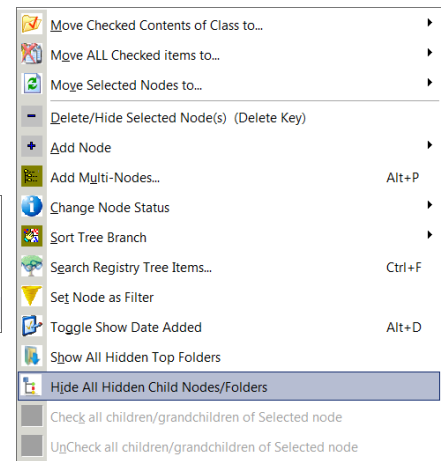 Move Checked Contents of Class to...
Move ALL Checked items to...
Move Selected Nodes to...
Delete/Hide Selected Node(s) (Delete Key)
Add Node
Add Multi-Nodes... Alt+P
Change Node Status
Sort Tree Branch
Search Registry Tree Items... Ctrl+F
Set Node as Filter
Toggle Show Date Added Alt+D
Show All Hidden Top Folders
Hide All Hidden Child Nodes/Folders
Check all children/grandchildren of Selected node
UnCheck all children/grandchildren of Selected node